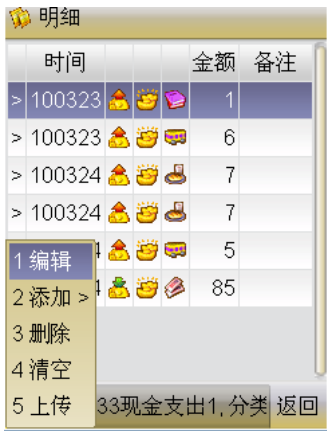 明细
时间 金额 备注
> 100323 1
> 100323 6
> 100324 7
> 100324 7
4 5
4 85
1 编辑
2 添加 >
3 删除
4 清空
5 上传
33现金支出1,分类 返回